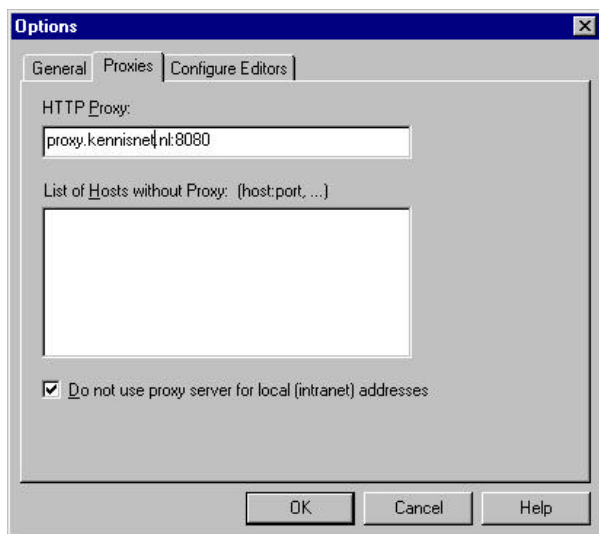 Options
General Proxies Configure Editors
HTTP Proxy:
proxy.kennisnet.nl:8080
List of Hosts without Proxy: (host:port, ...)
Do not use proxy server for local (intranet) addresses
OK Cancel Help